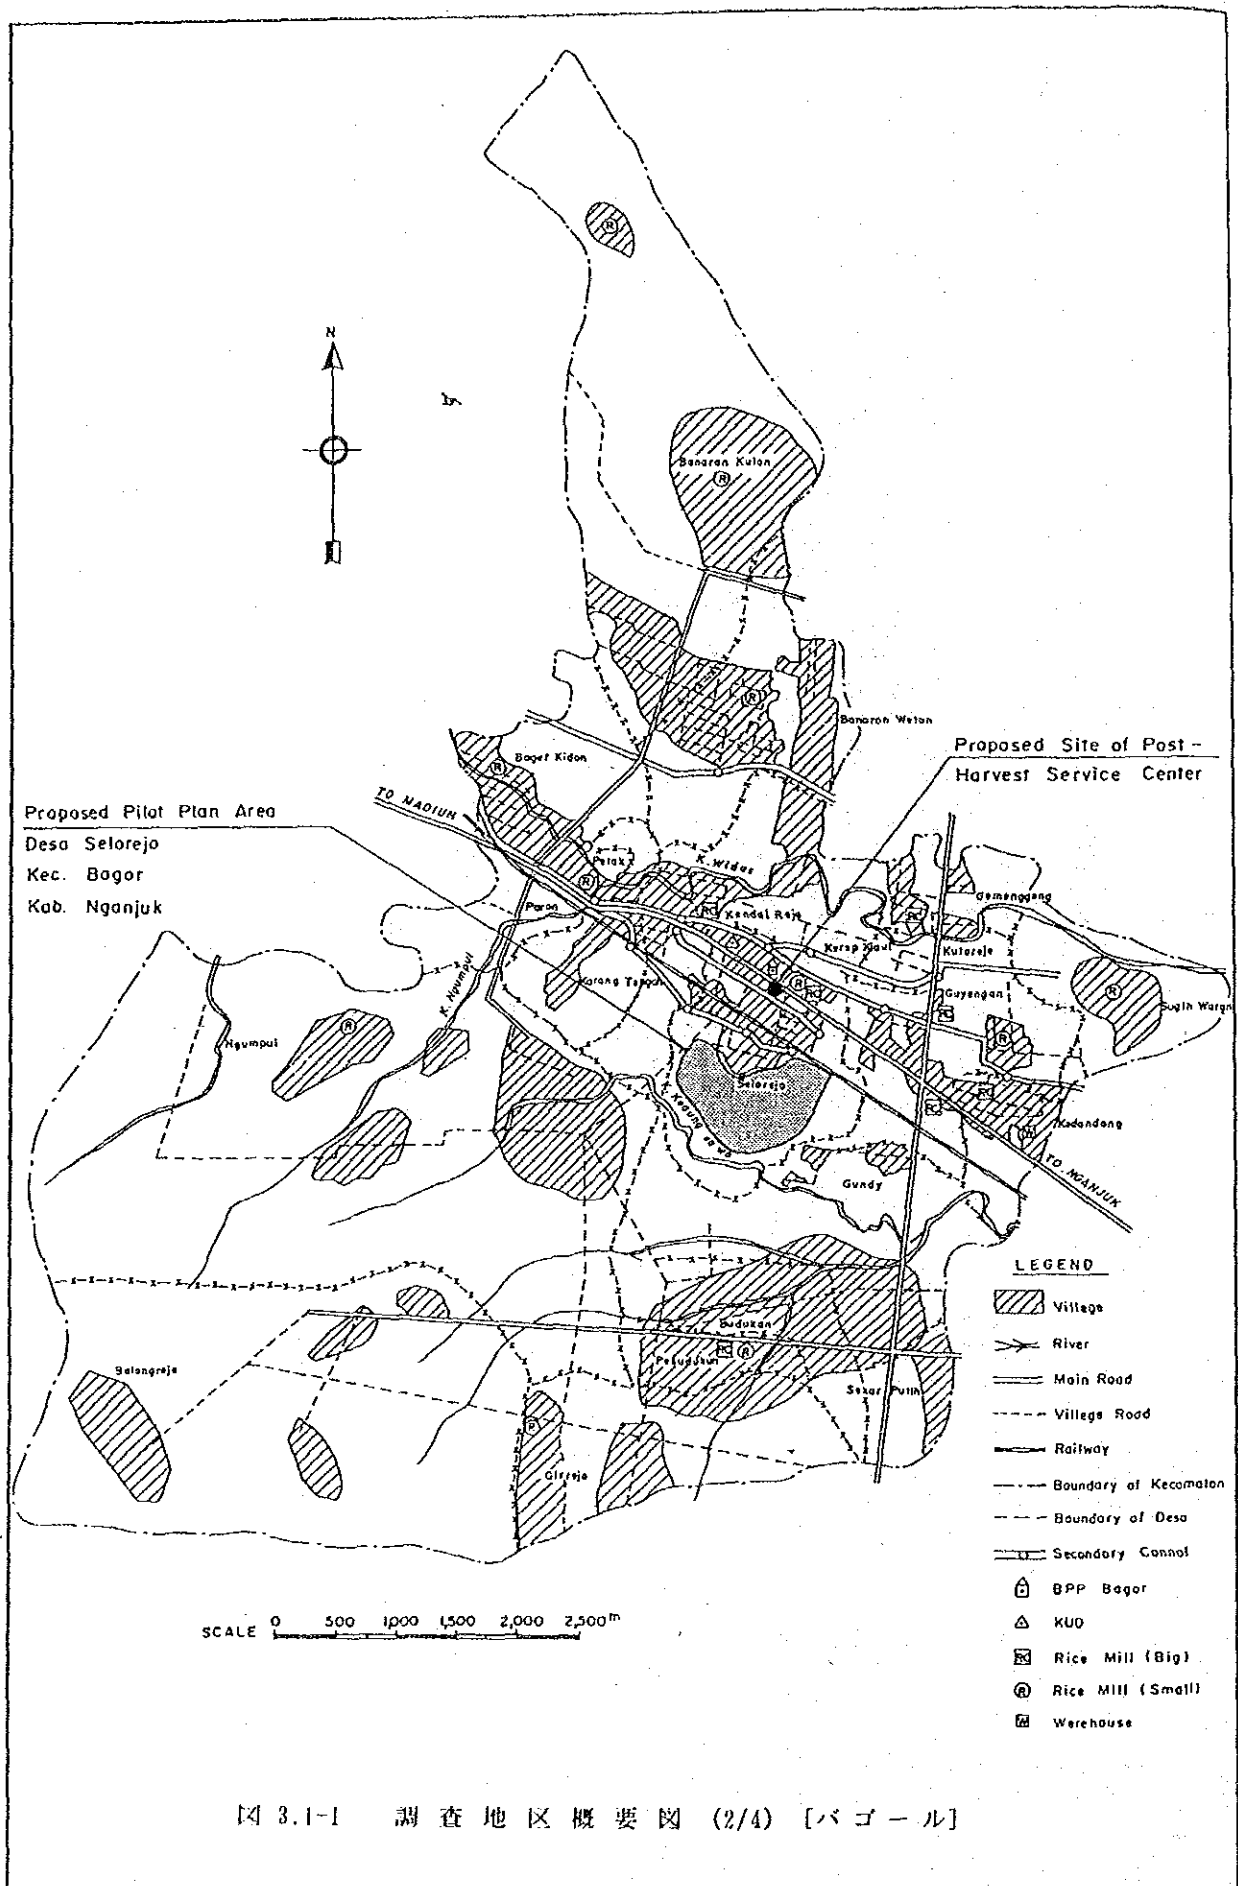 N
Banaran Kulon
R
Banaran Wetan
Proposed Site of Post-
Harvest Service Center
Baget Kidon
TO MADIUN
Proposed Pilot Plan Area
Desa Selorejo
Kec. Bagor
Kab. Nganjuk
Petak
K. Widas
Kendal Rejo
Paron
Gemenggeng
Kutorejo
Karang Tengah
K. Ngumpul
Guyangan
Sugih Waras
Ngumpul
Selorejo
Kedondong
TO NGANJUK
Gundy
LEGEND
Village
River
Main Road
Village Road
Railway
Boundary of Kecamatan
Boundary of Desa
Secondary Connal
BPP Bagor
KUD
Rice Mill (Big)
Rice Mill (Small)
Warehouse
Budukan
Pesudukun
Sekar Putih
Balongrejo
Girirejo
SCALE 0 500 1,000 1,500 2,000 2,500m
図 3.1-1 調査地区概要図 (2/4) [バゴール]